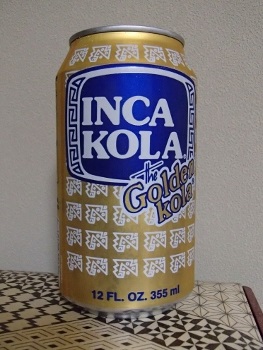 INCA
KOLA.
The
Golden
kola
12 FL. OZ. 355 ml